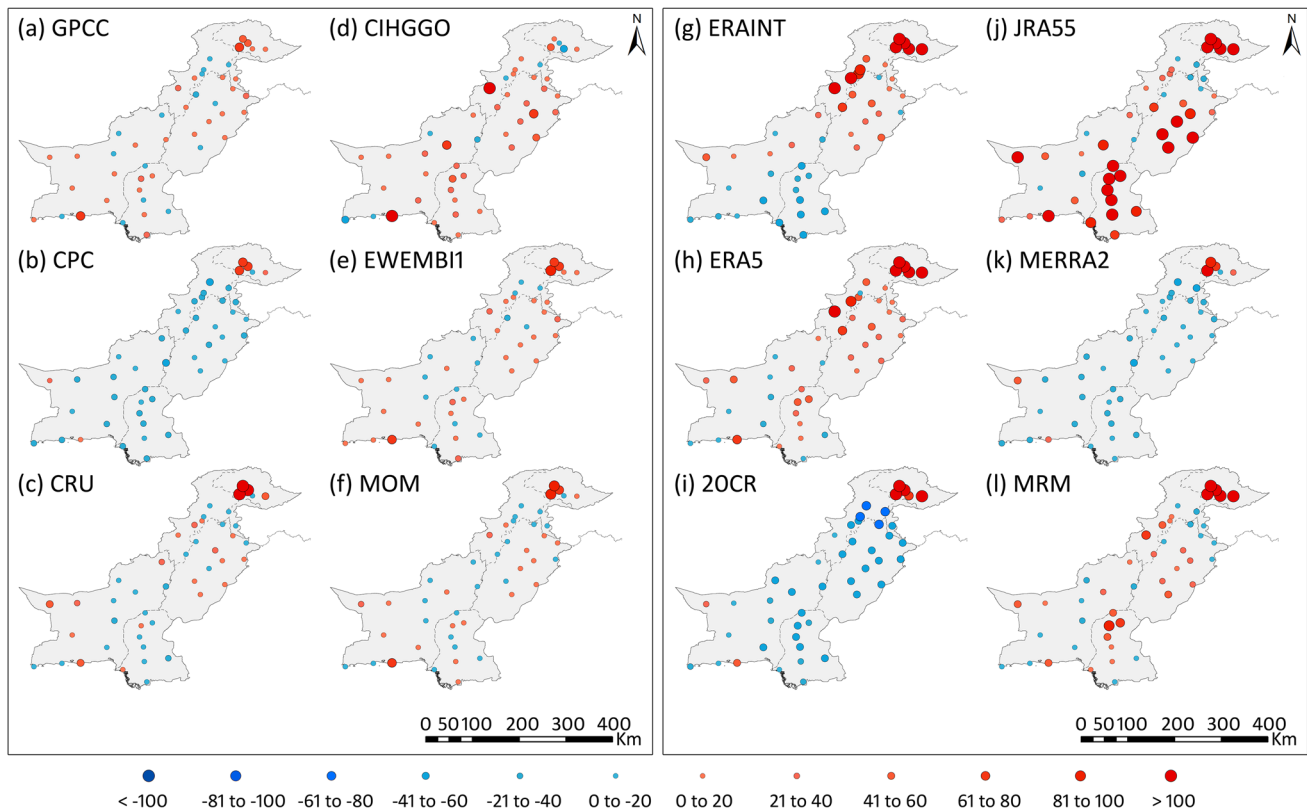 (a) GPCC
(d) CIHGGO
N
(g) ERAINT
(j) JRA55
N
(b) CPC
(e) EWEMBI1
(h) ERA5
(k) MERRA2
(c) CRU
(f) MOM
(i) 20CR
(l) MRM
0 50 100 200 300 400
Km
0 50 100 200 300 400
Km
< -100 -81 to -100 -61 to -80 -41 to -60 -21 to -40 0 to -20 0 to 20 21 to 40 41 to 60 61 to 80 81 to 100 >100